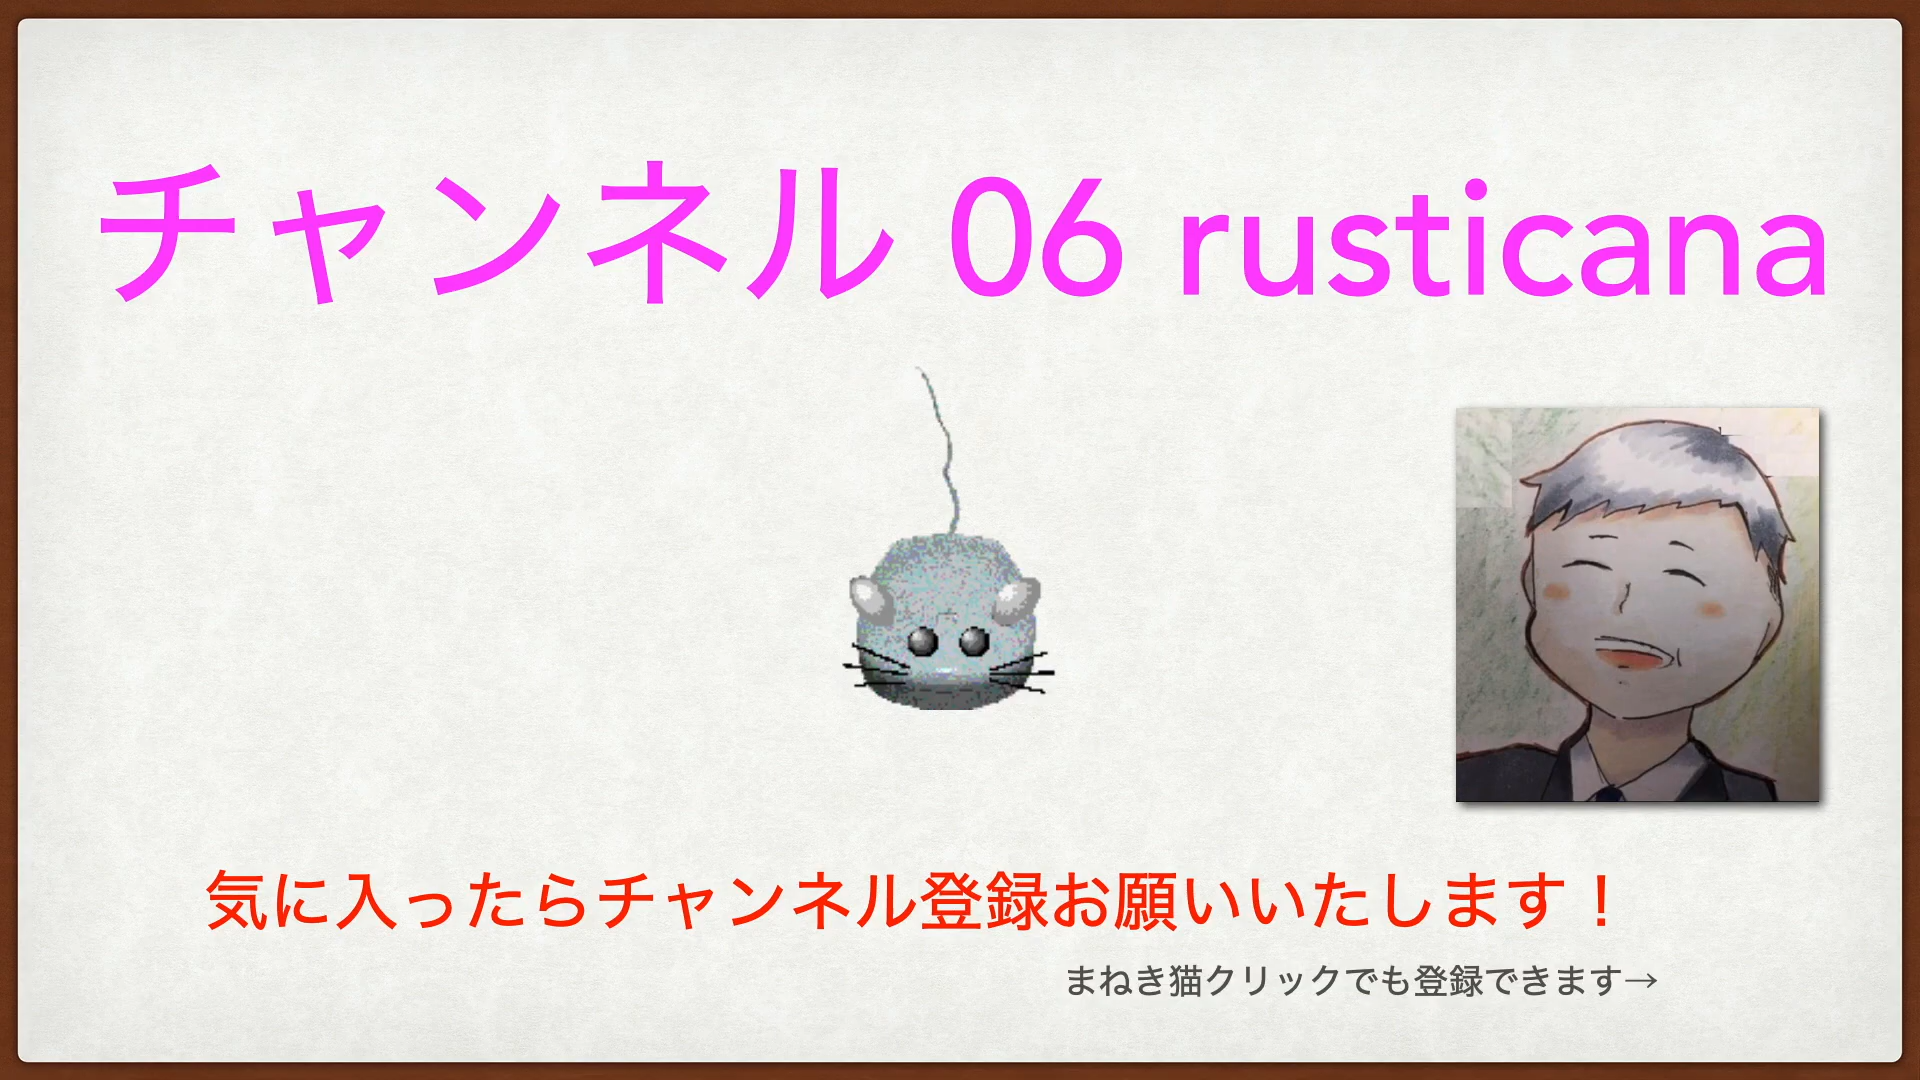 チャンネル 06 rusticana
気に入ったらチャンネル登録お願いいたします！
まねき猫クリックでも登録できます→